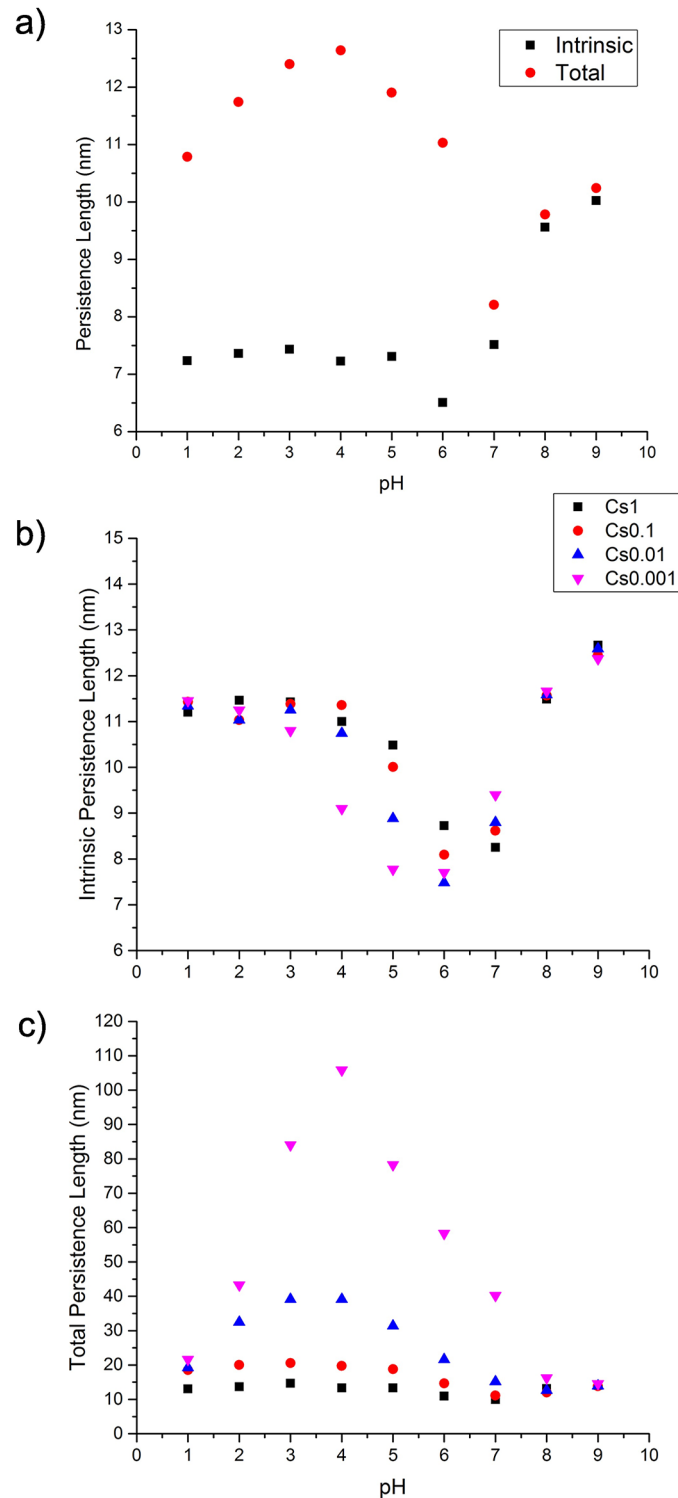 a)
Intrinsic
Total
Persistence Length (nm)
13
12
11
10
9
8
7
6
0 1 2 3 4 5 6 7 8 9 10
pH
b)
Cs1
Cs0.1
Cs0.01
Cs0.001
Intrinsic Persistence Length (nm)
15
14
13
12
11
10
9
8
7
6
0 1 2 3 4 5 6 7 8 9 10
c)
Total Persistence Length (nm)
120
110
100
90
80
70
60
50
40
30
20
10
0
0 1 2 3 4 5 6 7 8 9 10
pH